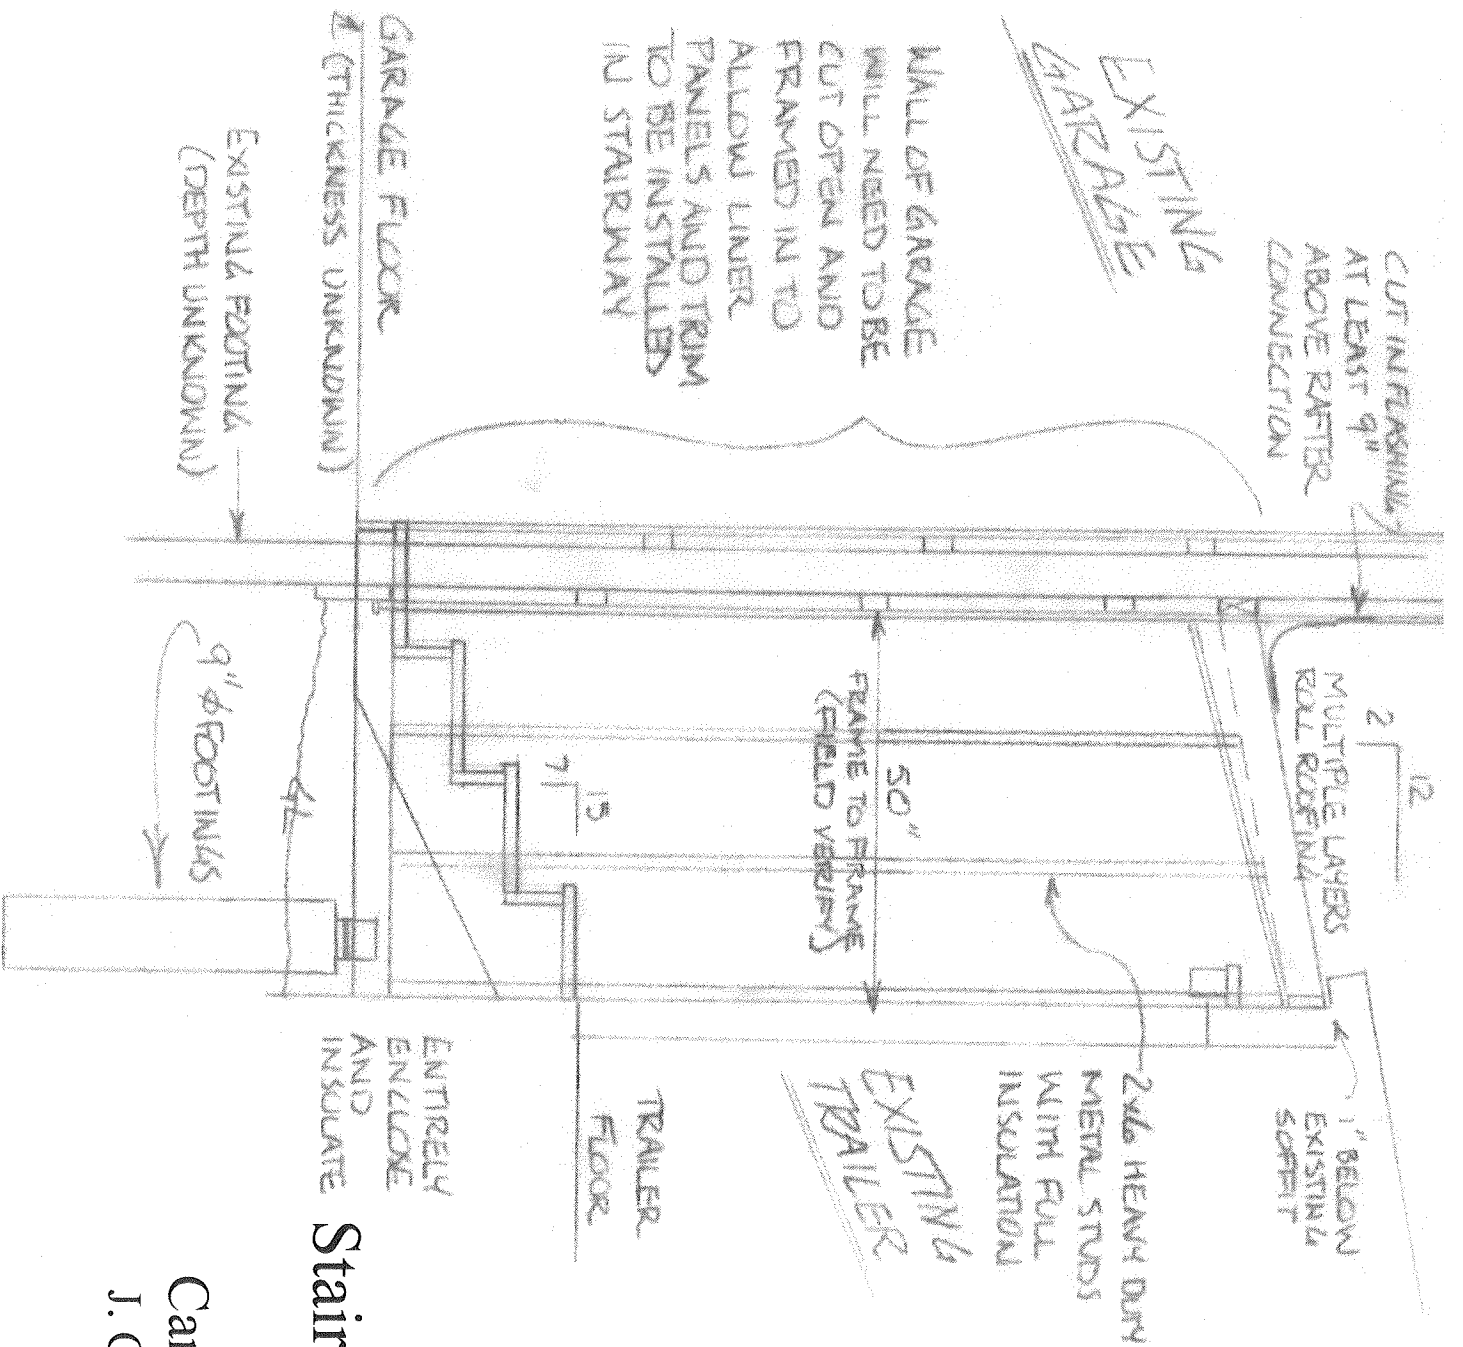 EXISTING
GARAGE
CUT IN FLASHING
AT LEAST 9"
ABOVE RAFTER
CONNECTION
WALL OF GARAGE
WILL NEED TO BE
CUT OPEN AND
FRAMED IN TO
ALLOW LINER
PANELS AND TRIM
TO BE INSTALLED
IN STAIRWAY
GARAGE FLOOR
(THICKNESS UNKNOWN)
EXISTING FOOTING
(DEPTH UNKNOWN)
12
2
MULTIPLE LAYERS
ROLL ROOFING
50"
FRAME TO FRAME
(FIELD VERIFY)
15
7
9" φ FOOTINGS
1" BELOW
EXISTING
SOFFIT
2x6 HEAVY DUTY
METAL STUDS
WITH FULL
INSULATION
EXISTING
TRAILER
TRAILER
FLOOR
ENTIRELY
ENCLOSE
AND
INSULATE
Stair
Car
J. C